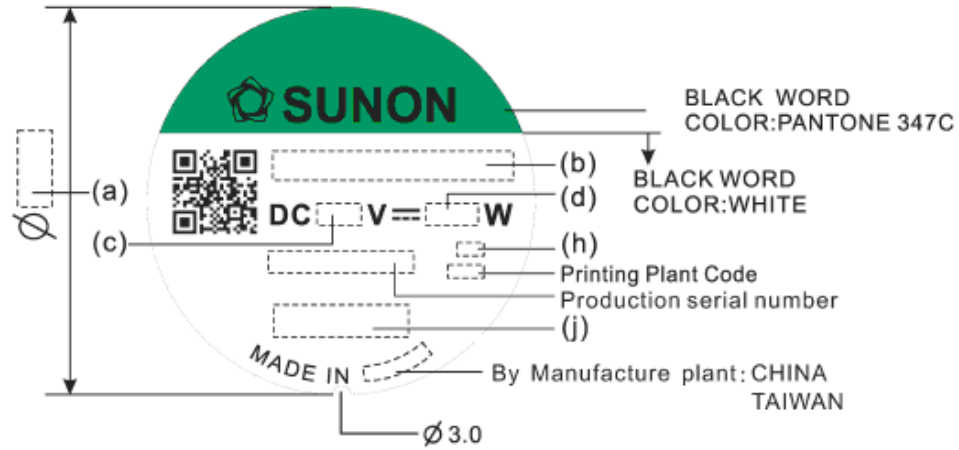 SUNON
BLACK WORD
COLOR:PANTONE 347C
(b)
BLACK WORD
COLOR:WHITE
(a)
Ø
DC V W
(d)
(c)
(h)
Printing Plant Code
Production serial number
(j)
MADE IN
By Manufacture plant: CHINA
TAIWAN
Ø 3.0